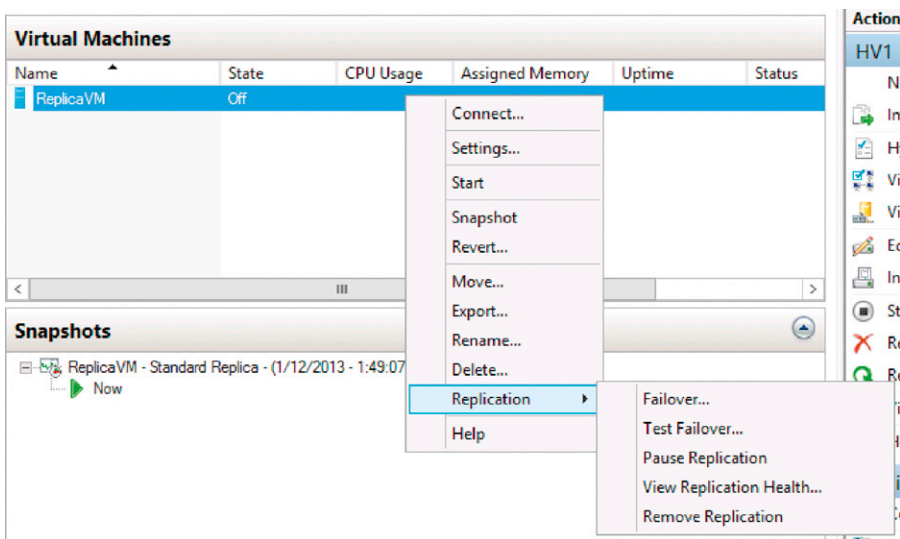 Virtual Machines
Name State CPU Usage Assigned Memory Uptime Status
ReplicaVM Off
Connect...
Settings...
Start
Snapshot
Revert...
Move...
Export...
Rename...
Delete...
Replication
Help
Snapshots
ReplicaVM - Standard Replica - (1/12/2013 - 1:49:07
Now
Failover...
Test Failover...
Pause Replication
View Replication Health...
Remove Replication
Action
HV1